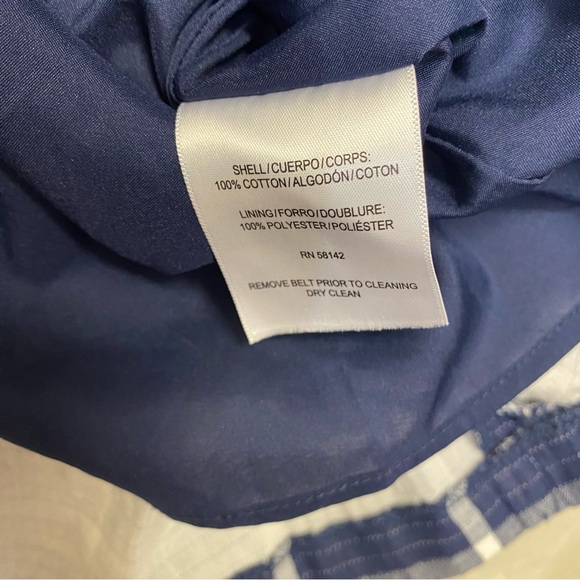 SHELL/CUERPO/CORPS:
100% COTTON/ALGODÓN/COTON
LINING/FORRO/DOUBLURE:
100% POLYESTER/POLIÉSTER
RN 58142
REMOVE BELT PRIOR TO CLEANING
DRY CLEAN